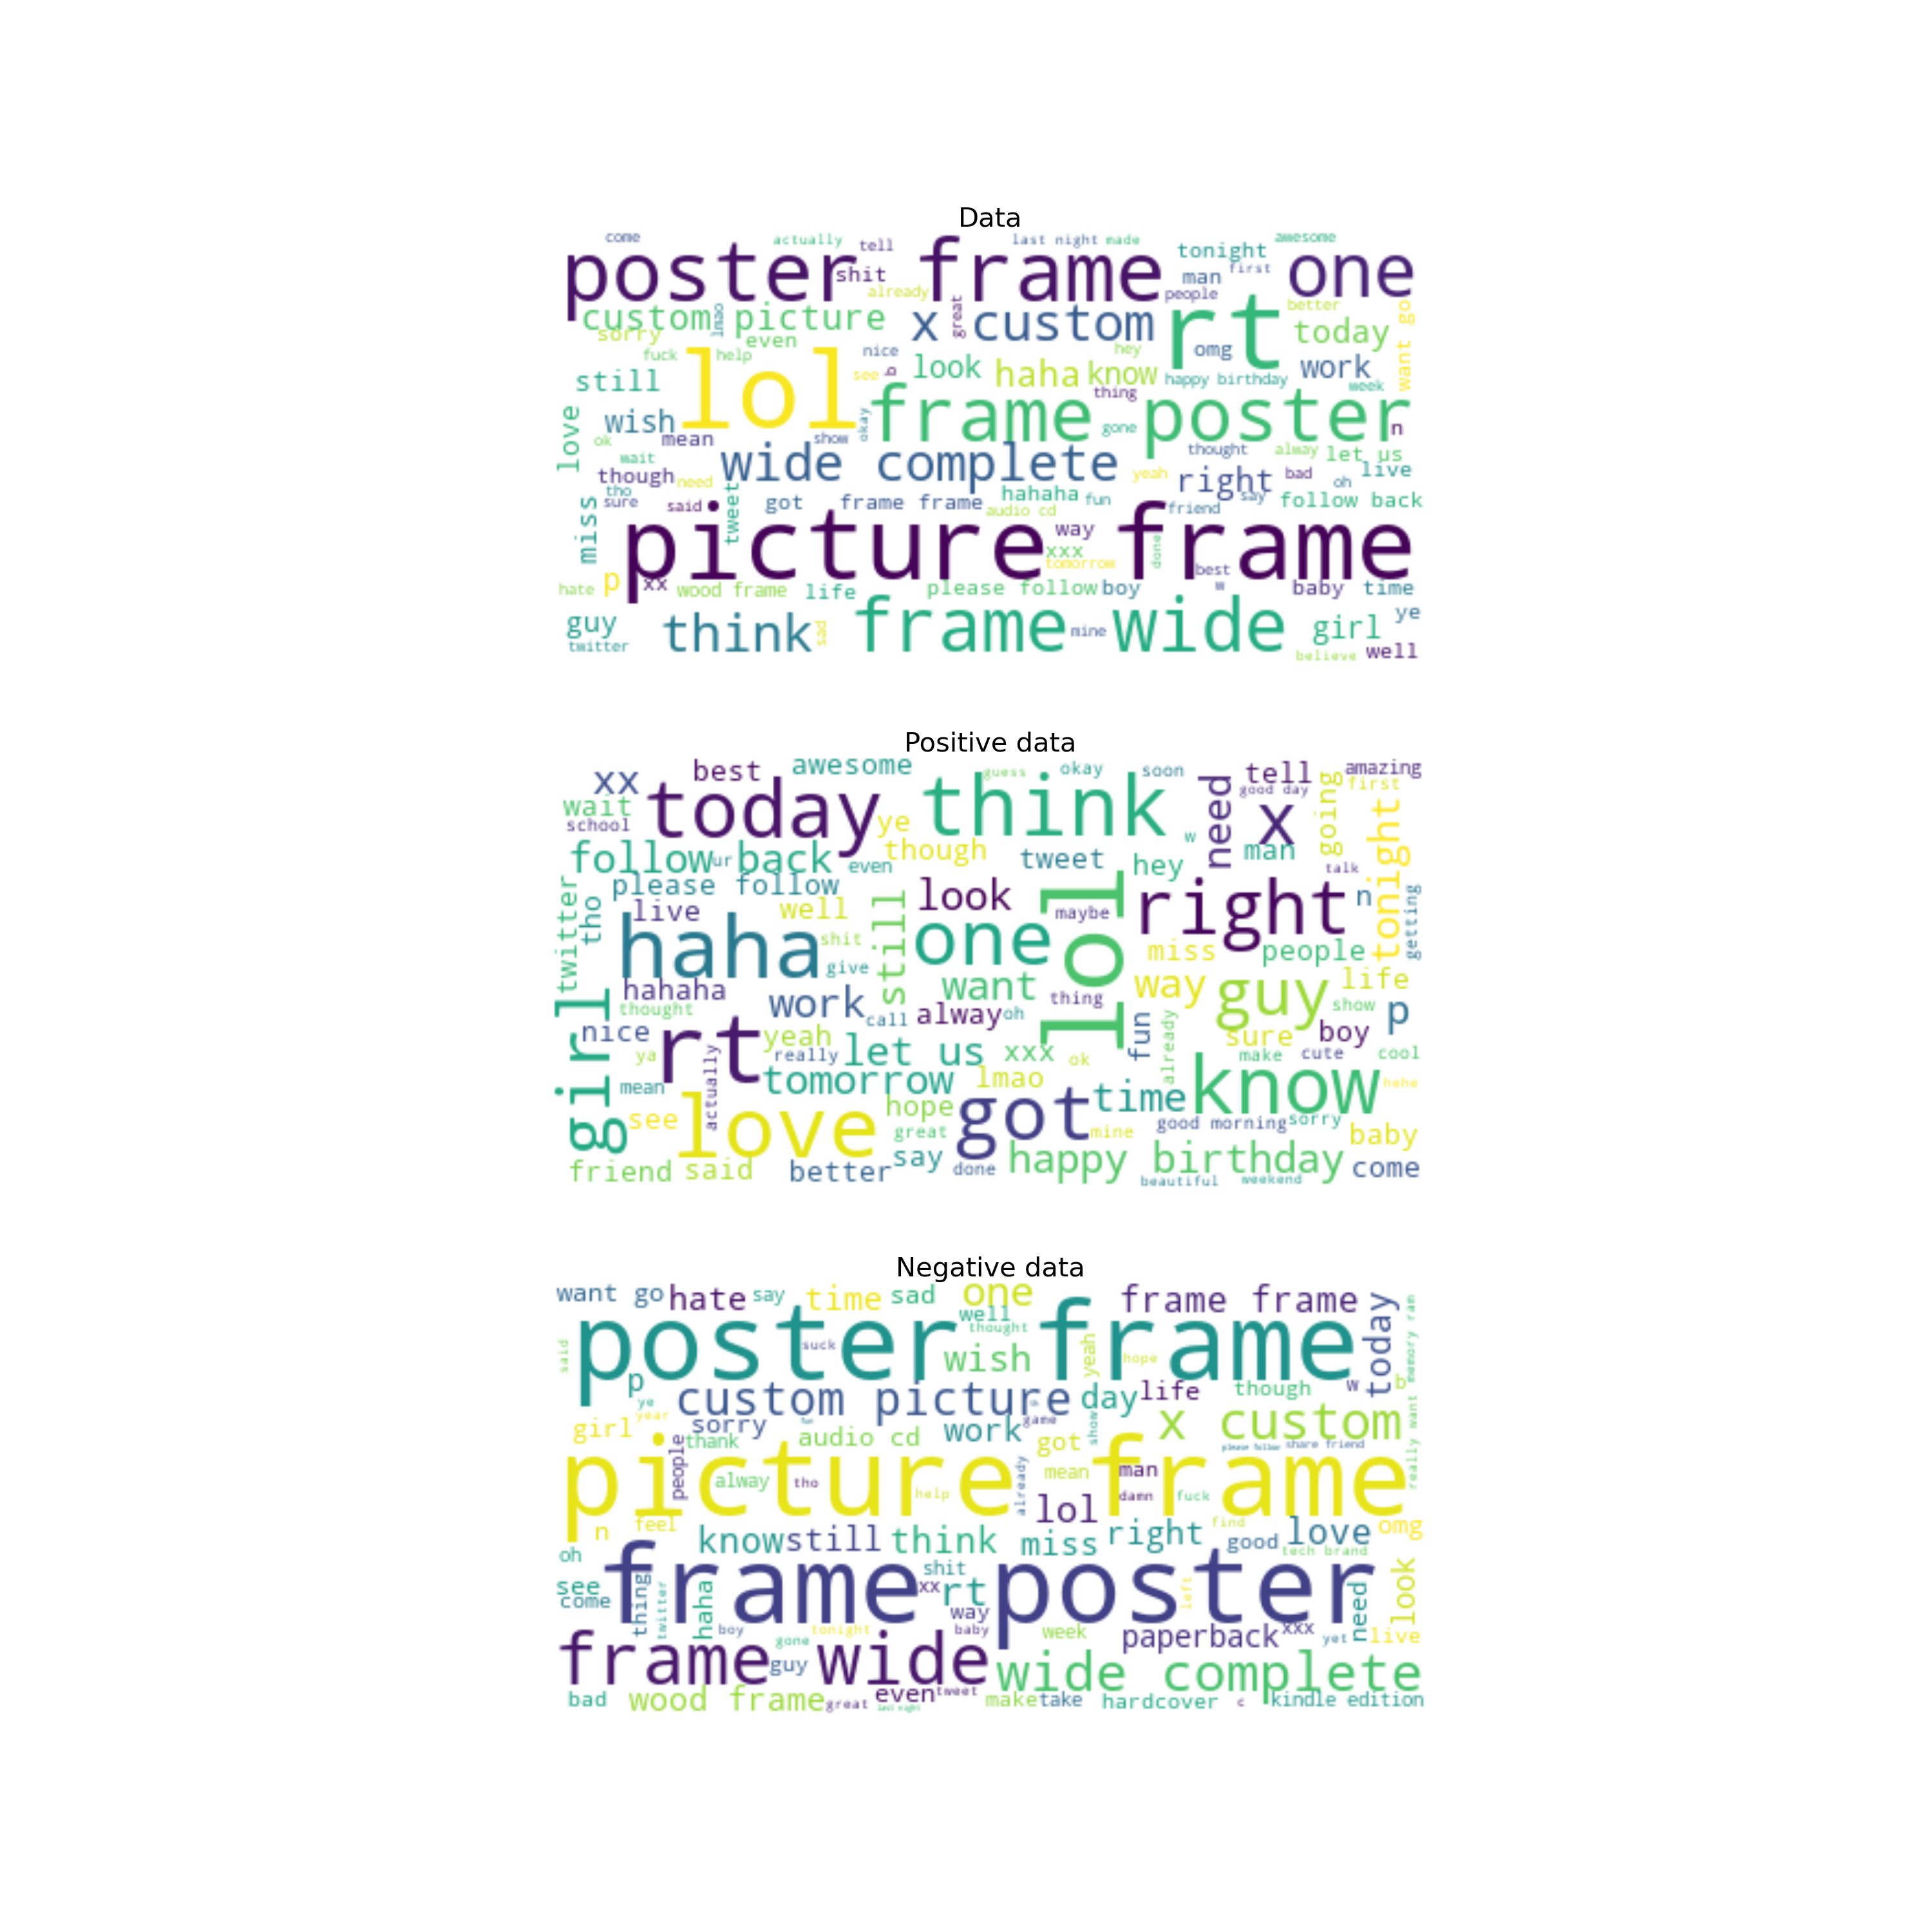 Data
come actually tell last night made tonight awesome
poster frame one
shit man first
already people better
custom picture lmao great x custom rt today want go
sorry even omg
fuck help lol nice look haha know hey work
still see b happy birthday week
love wish okay frame poster thing n
ok mean show gone
wait wide complete thought alway let us
though need yeah right bad live
tho tweet hahaha fun oh
miss sure said got frame frame audio cd say follow back
picture frame friend
way
xxx done
tomorrow best
hate p xx wood frame life please follow boy w baby time
guy think sad frame wide mine girl ye
twitter believe well
Positive data
xx best awesome guess okay soon need tell going amazing
today think good day first
wait x tonight
school ye w
follow back ur even though tweet hey man talk
please follow look lol right n getting
twitter tho live well still maybe
haha shit one miss people
give want way guy life
girl hahaha work thing show p
thought call alway oh fun already
nice rt yeah sure boy
ya actually really let us xxx ok make cute cool
mean tomorrow lmao time know hehe
see love hope got good morning sorry
great mine baby
friend said better say done happy birthday come
beautiful weekend
Negative data
want go hate say time sad one frame frame today memory ram
said poster frame well
suck thought yeah
wish hope
p custom picture day life though w b
ye show really want
girl year sorry work game x custom
people thank audio cd got please follow share friend
picture frame
alway tho help already mean man
lol damn fuck
n feel know still think miss right find good love omg
oh shit tech brand
see frame poster xx rt left need look
come thing twitter haha way
boy gone tonight baby week paperback xxx yet live
frame wide guy wide complete
bad wood frame great even tweet make take hardcover c kindle edition
last night